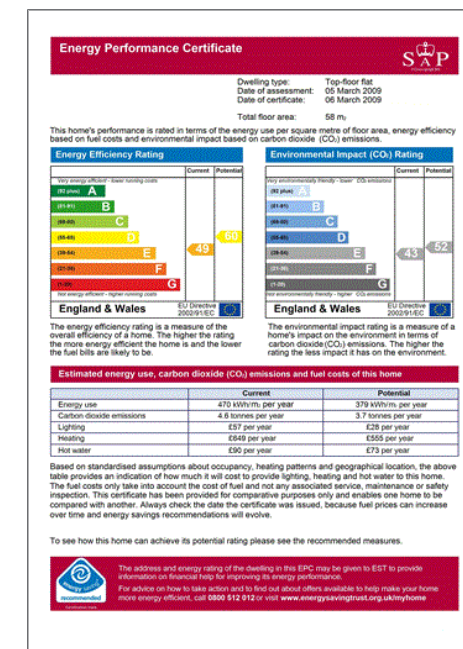 Energy Performance Certificate
SAP
Dwelling type: Top-floor flat
Date of assessment: 05 March 2009
Date of certificate: 06 March 2009
Total floor area: 58 m₂
This home's performance is rated in terms of the energy use per square metre of floor area, energy efficiency
based on fuel costs and environmental impact based on carbon dioxide (CO₂) emissions.
Energy Efficiency Rating
Current Potential
Very energy efficient - lower running costs
(92 plus) A
(81-91) B
(69-80) C
(55-68) D
(39-54) E
(21-38) F
(1-20) G
49
60
Not energy efficient - higher running costs
England & Wales
EU Directive
2002/91/EC
The energy efficiency rating is a measure of the
overall efficiency of a home. The higher the rating
the more energy efficient the home is and the lower
the fuel bills are likely to be.
Environmental Impact (CO₂) Rating
Current Potential
Very environmentally friendly - lower CO₂ emissions
(92 plus) A
(81-91) B
(69-80) C
(55-68) D
(39-54) E
(21-38) F
(1-20) G
43
52
Not environmentally friendly - higher CO₂ emissions
England & Wales
EU Directive
2002/91/EC
The environmental impact rating is a measure of a
home's impact on the environment in terms of
carbon dioxide (CO₂) emissions. The higher the
rating the less impact it has on the environment.
Estimated energy use, carbon dioxide (CO₂) emissions and fuel costs of this home
Current Potential
Energy use 470 kWh/m₂ per year 379 kWh/m₂ per year
Carbon dioxide emissions 4.6 tonnes per year 3.7 tonnes per year
Lighting £57 per year £28 per year
Heating £649 per year £555 per year
Hot water £90 per year £73 per year
Based on standardised assumptions about occupancy, heating patterns and geographical location, the above
table provides an indication of how much it will cost to provide lighting, heating and hot water to this home.
The fuel costs only take into account the cost of fuel and not any associated service, maintenance or safety
inspection. This certificate has been provided for comparative purposes only and enables one home to be
compared with another. Always check the date the certificate was issued, because fuel prices can increase
over time and energy savings recommendations will evolve.
To see how this home can achieve its potential rating please see the recommended measures.
energy saving
recommended
Certification mark
The address and energy rating of the dwelling in this EPC may be given to EST to provide
information on financial help for improving its energy performance.
For advice on how to take action and to find out about offers available to help make your home
more energy efficient, call 0800 512 012 or visit www.energysavingtrust.org.uk/myhome